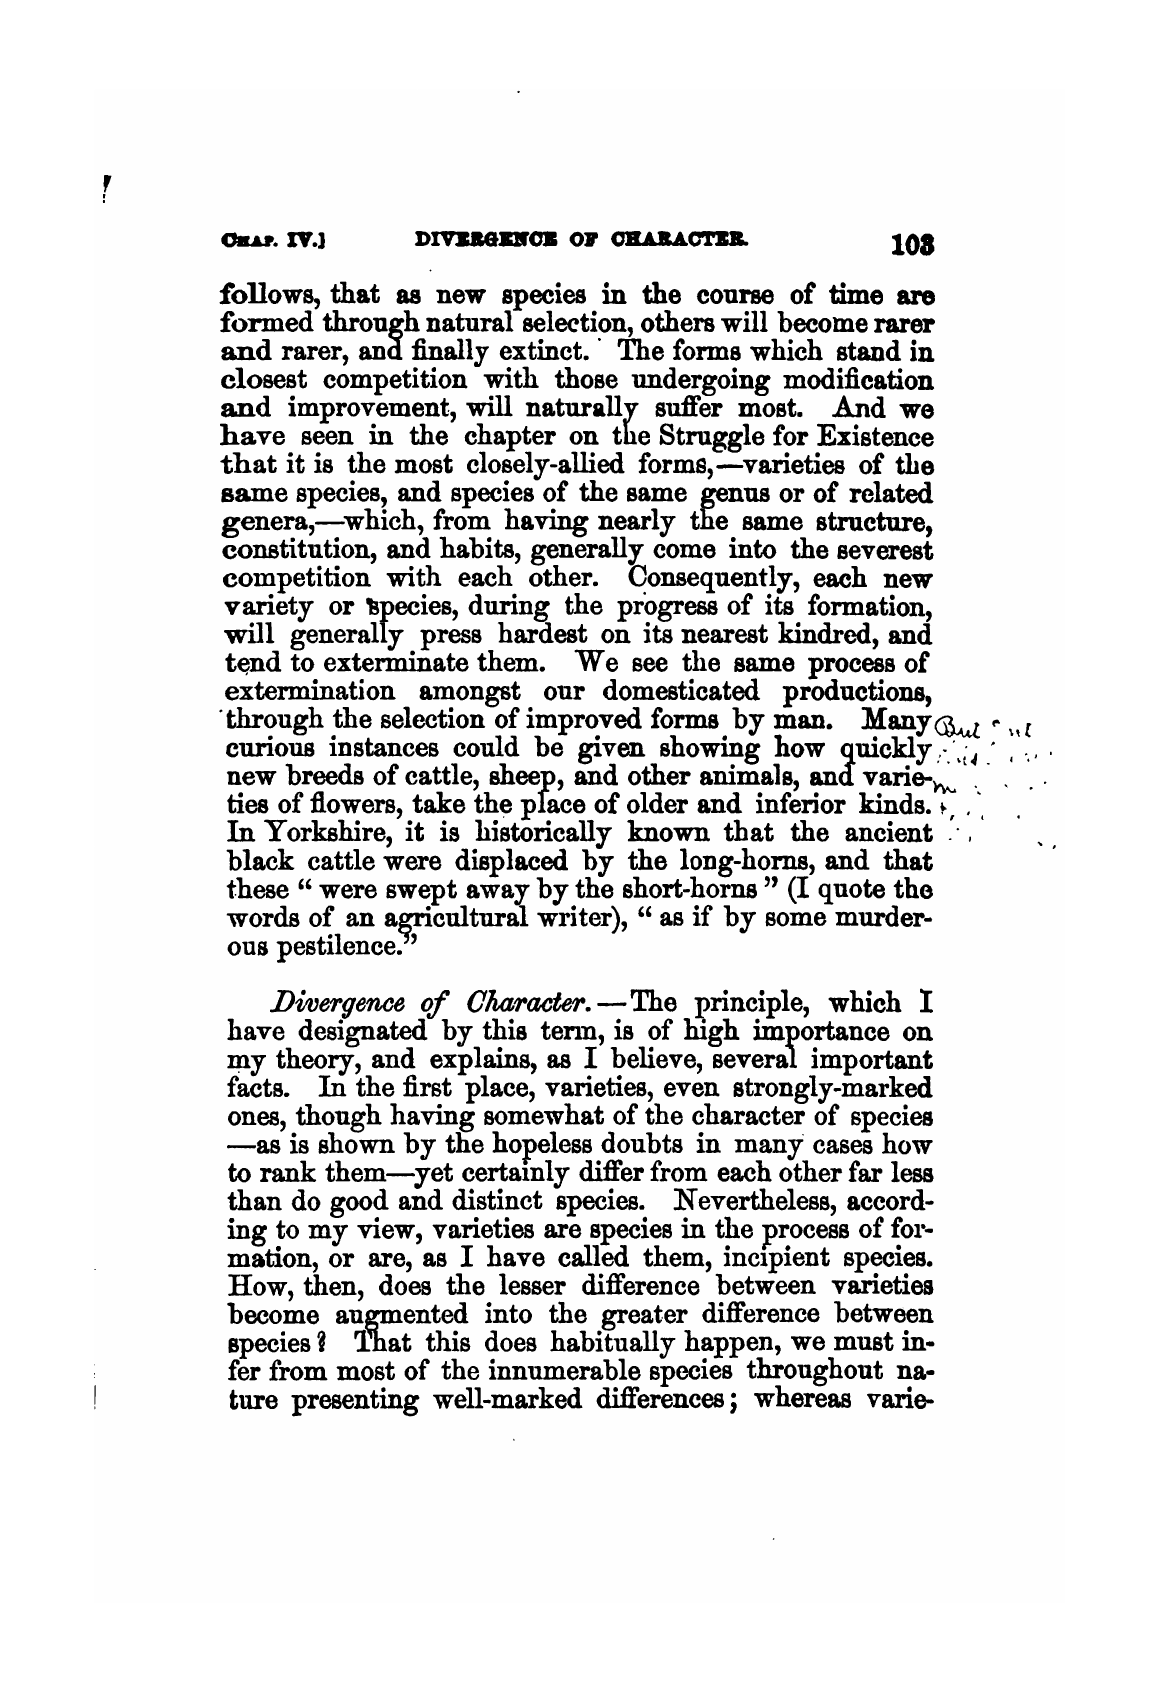 CHAP. IV.] DIVERGENCE OF CHARACTER. 103
follows, that as new species in the course of time are
formed through natural selection, others will become rarer
and rarer, and finally extinct. The forms which stand in
closest competition with those undergoing modification
and improvement, will naturally suffer most. And we
have seen in the chapter on the Struggle for Existence
that it is the most closely-allied forms,—varieties of the
same species, and species of the same genus or of related
genera,—which, from having nearly the same structure,
constitution, and habits, generally come into the severest
competition with each other. Consequently, each new
variety or species, during the progress of its formation,
will generally press hardest on its nearest kindred, and
tend to exterminate them. We see the same process of
extermination amongst our domesticated productions,
through the selection of improved forms by man. Many
curious instances could be given showing how quickly
new breeds of cattle, sheep, and other animals, and varie-
ties of flowers, take the place of older and inferior kinds.
In Yorkshire, it is historically known that the ancient
black cattle were displaced by the long-horns, and that
these “ were swept away by the short-horns ” (I quote the
words of an agricultural writer), “ as if by some murder-
ous pestilence.”
Divergence of Character.—The principle, which I
have designated by this term, is of high importance on
my theory, and explains, as I believe, several important
facts. In the first place, varieties, even strongly-marked
ones, though having somewhat of the character of species
—as is shown by the hopeless doubts in many cases how
to rank them—yet certainly differ from each other far less
than do good and distinct species. Nevertheless, accord-
ing to my view, varieties are species in the process of for-
mation, or are, as I have called them, incipient species.
How, then, does the lesser difference between varieties
become augmented into the greater difference between
species? That this does habitually happen, we must in-
fer from most of the innumerable species throughout na-
ture presenting well-marked differences; whereas varie-
But